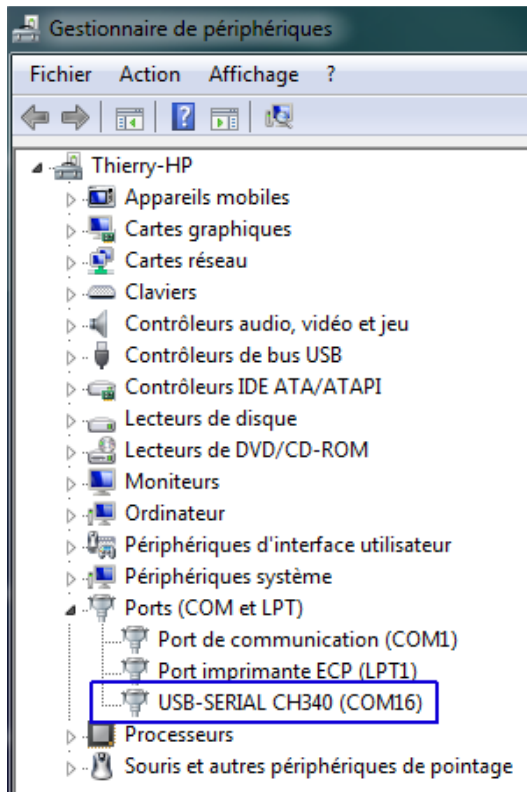 Gestionnaire de périphériques
Fichier Action Affichage ?
Thierry-HP
Appareils mobiles
Cartes graphiques
Cartes réseau
Claviers
Contrôleurs audio, vidéo et jeu
Contrôleurs de bus USB
Contrôleurs IDE ATA/ATAPI
Lecteurs de disque
Lecteurs de DVD/CD-ROM
Moniteurs
Ordinateur
Périphériques d'interface utilisateur
Périphériques système
Ports (COM et LPT)
Port de communication (COM1)
Port imprimante ECP (LPT1)
USB-SERIAL CH340 (COM16)
Processeurs
Souris et autres périphériques de pointage